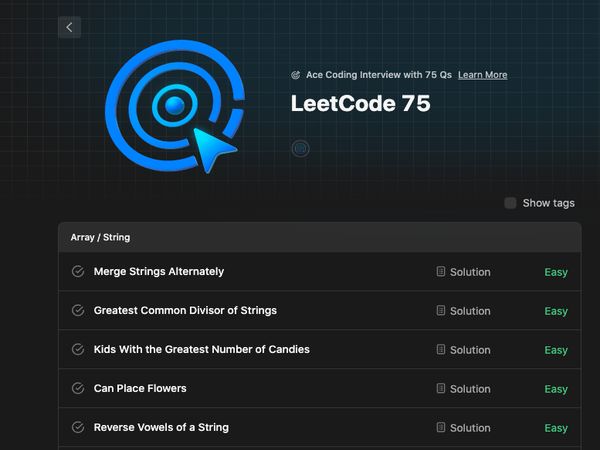 Ace Coding Interview with 75 Qs Learn More
LeetCode 75
Show tags
Array / String
Merge Strings Alternately Solution Easy
Greatest Common Divisor of Strings Solution Easy
Kids With the Greatest Number of Candies Solution Easy
Can Place Flowers Solution Easy
Reverse Vowels of a String Solution Easy